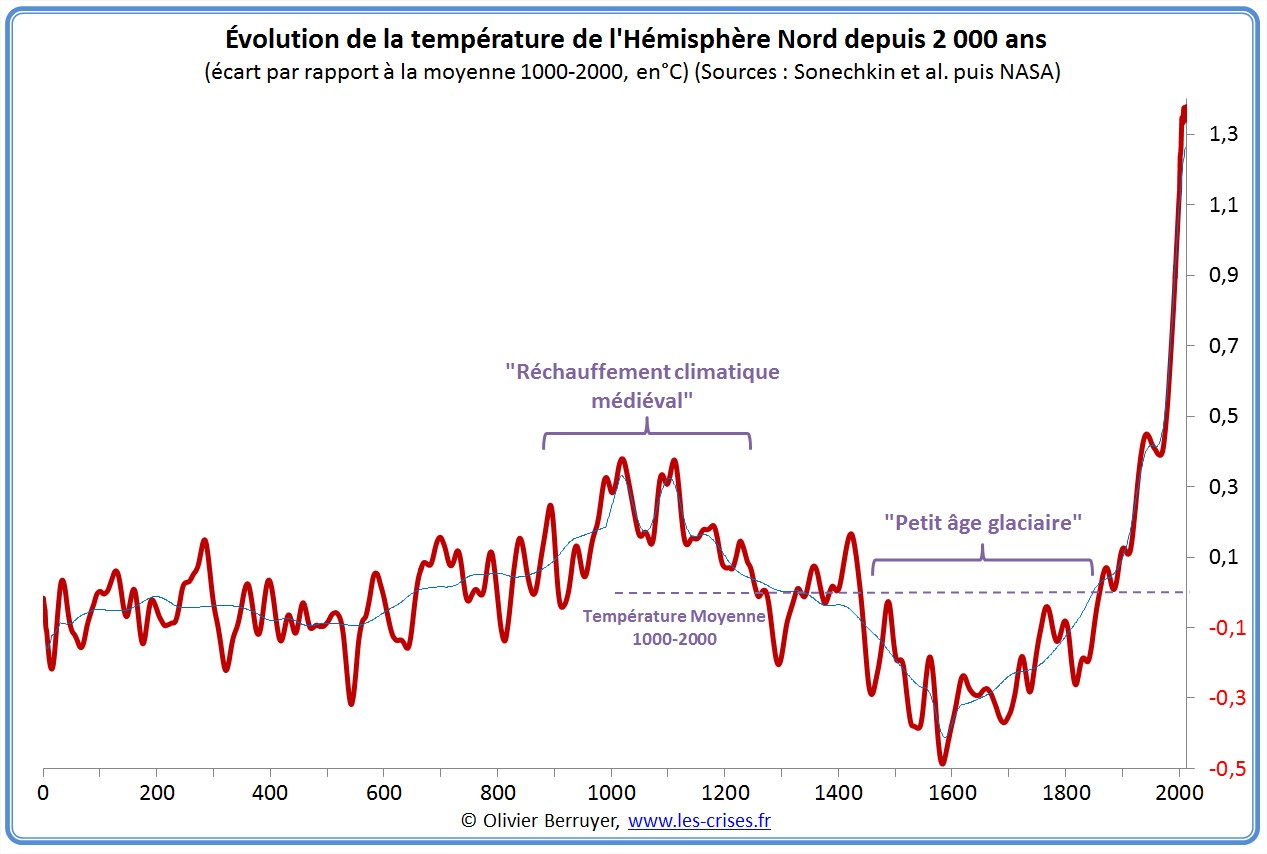 Évolution de la température de l'Hémisphère Nord depuis 2 000 ans
(écart par rapport à la moyenne 1000-2000, en°C) (Sources : Sonechkin et al. puis NASA)
1,3
1,1
0,9
0,7
"Réchauffement climatique
médiéval"
0,5
0,3
"Petit âge glaciaire"
0,1
Température Moyenne
1000-2000
-0,1
-0,3
-0,5
0 200 400 600 800 1000 1200 1400 1600 1800 2000
© Olivier Berruyer, www.les-crises.fr